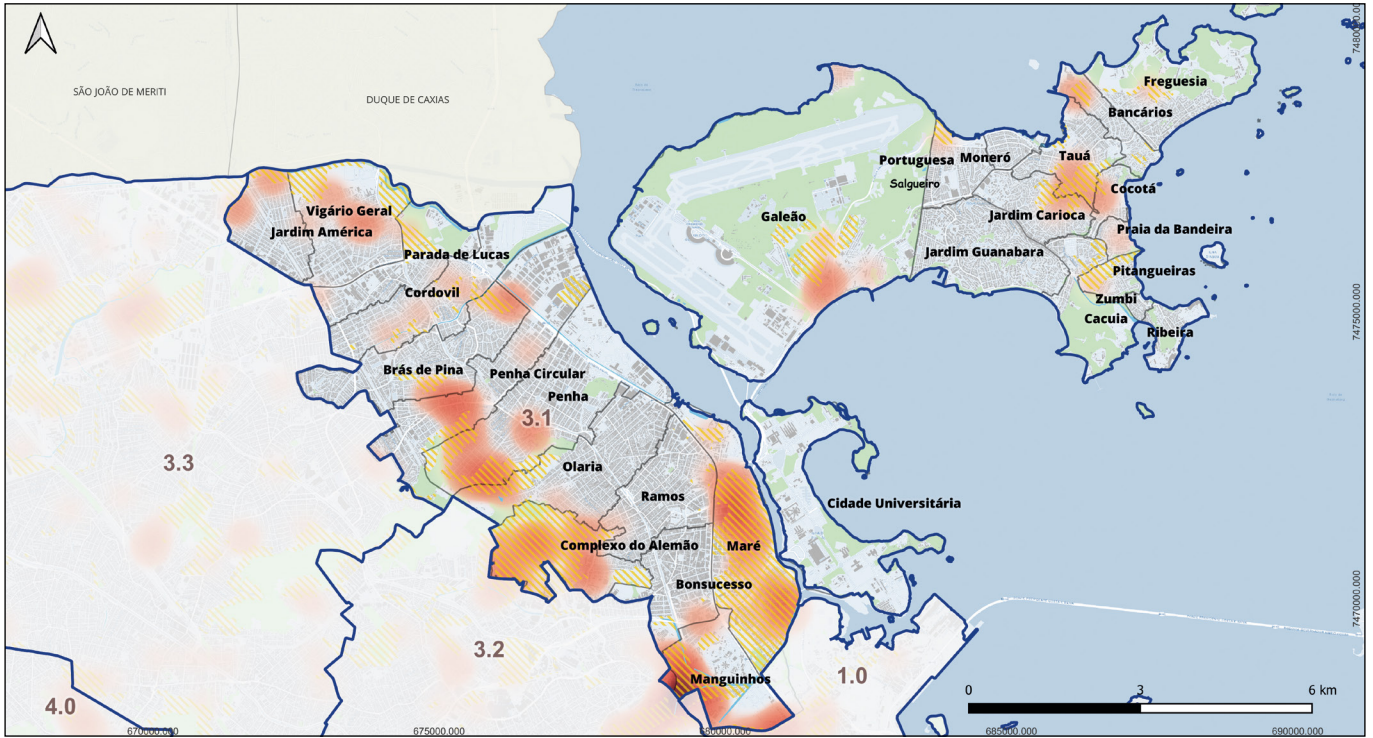 7480000.000
SÃO JOÃO DE MERITI
DUQUE DE CAXIAS
Freguesia
Bancários
Portuguesa
Moneró
Tauá
Salgueiro
Cocotá
Vigário Geral
Galeão
Jardim Carioca
Jardim América
Praia da Bandeira
Parada de Lucas
Jardim Guanabara
Pitangueiras
Cordovil
Zumbi
7475000.000
Cacuia
Ribeira
Brás de Pina
Penha Circular
Penha
3.1
3.3
Olaria
Ramos
Cidade Universitária
Complexo do Alemão
Maré
Bonsucesso
7470000.000
3.2
1.0
Manguinhos
4.0
0
3
6 km
670000.000
675000.000
680000.000
685000.000
690000.000